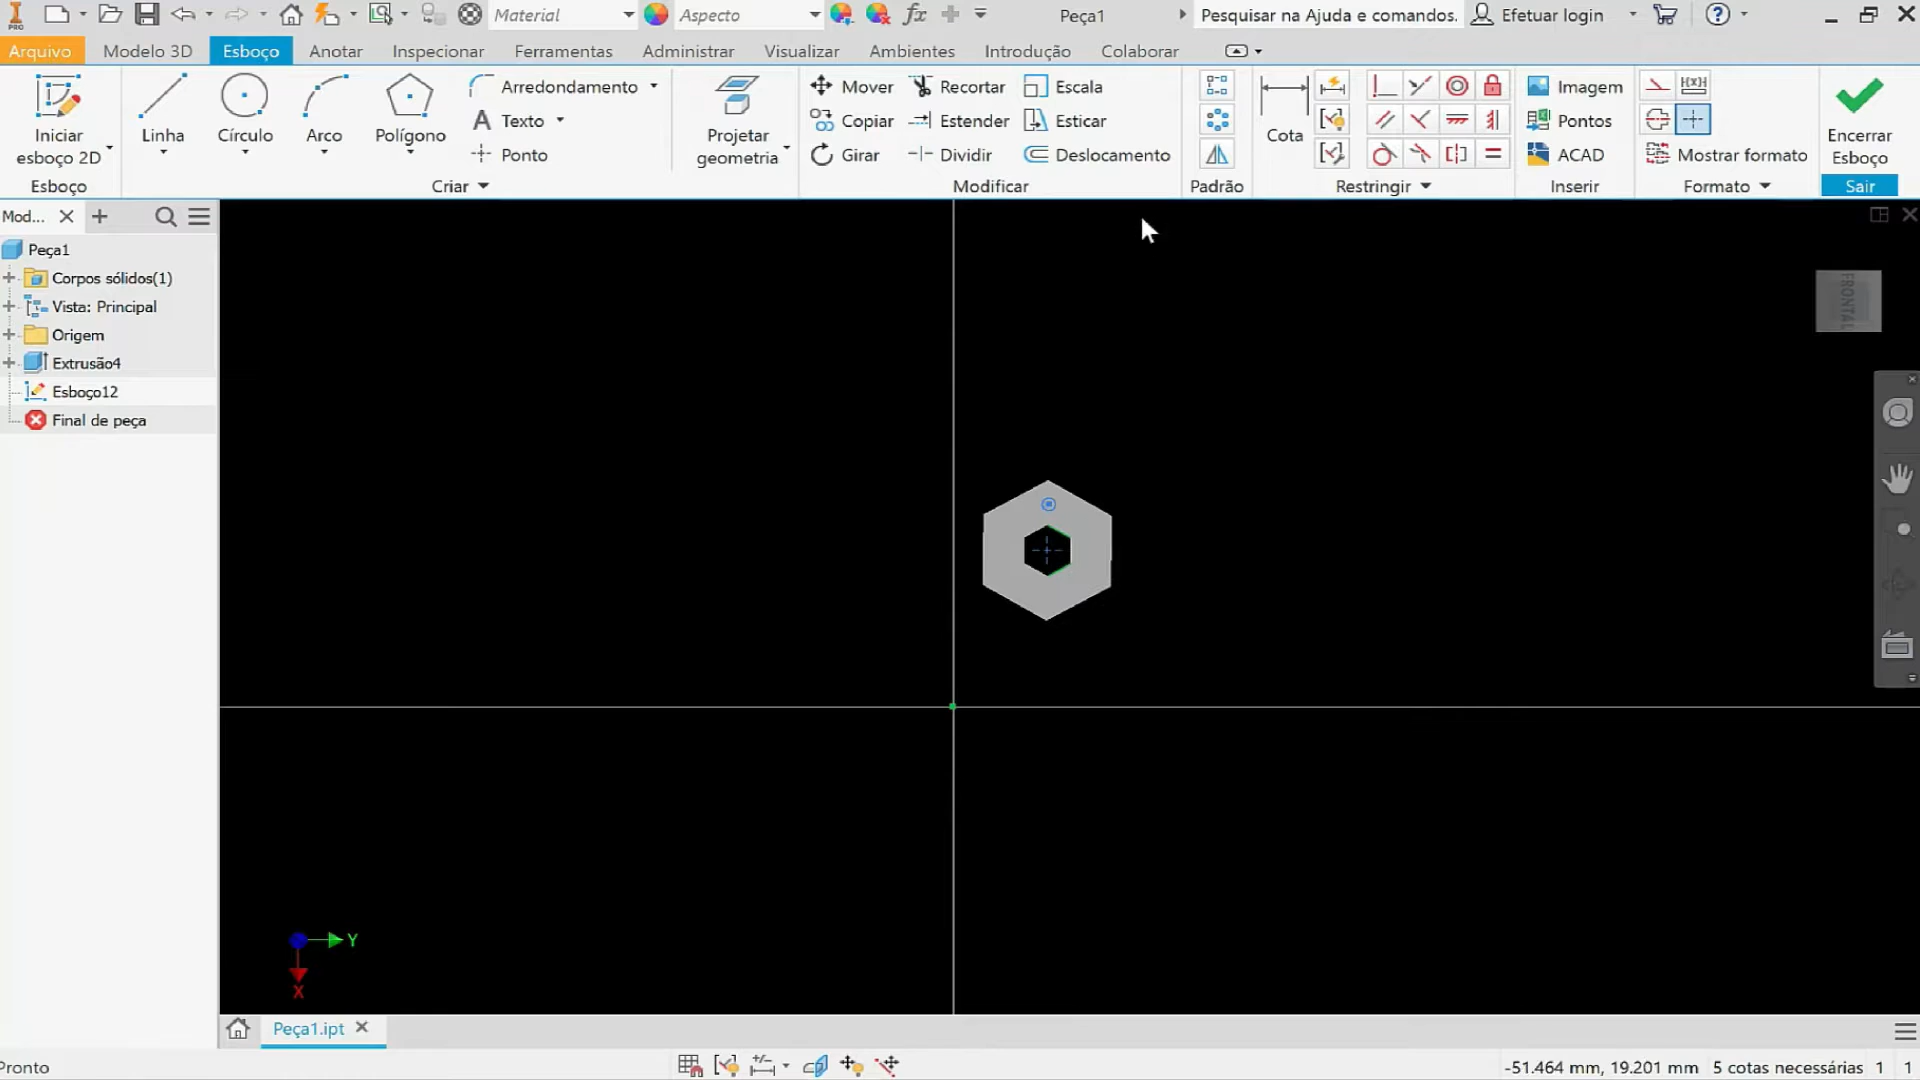 PRO
Material
Aspecto
fx
Peça1
Pesquisar na Ajuda e comandos.
Efetuar login
Arquivo
Modelo 3D
Esboço
Anotar
Inspecionar
Ferramentas
Administrar
Visualizar
Ambientes
Introdução
Colaborar
Iniciar
esboço 2D
Linha
Círculo
Arco
Polígono
Arredondamento
Texto
Ponto
Projetar
geometria
Mover
Recortar
Escala
Copiar
Estender
Esticar
Girar
Dividir
Deslocamento
Cota
Imagem
Pontos
ACAD
Mostrar formato
Encerrar
Esboço
Esboço
Criar
Modificar
Padrão
Restringir
Inserir
Formato
Sair
Mod...
Peça1
Corpos sólidos(1)
Vista: Principal
Origem
Extrusão4
Esboço12
Final de peça
FRONTAL
Y
X
Peça1.ipt
Pronto
-51.464 mm, 19.201 mm
5 cotas necessárias
1
1